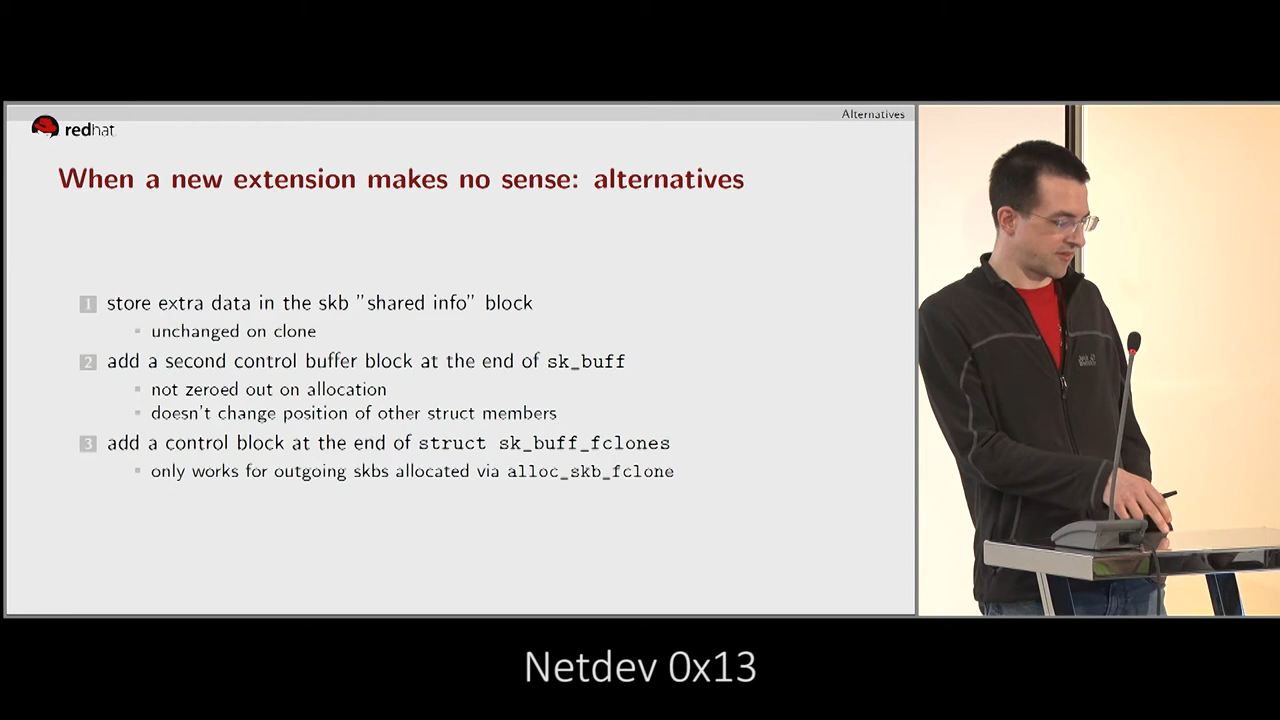 Alternatives
redhat
When a new extension makes no sense: alternatives
1 store extra data in the skb "shared info" block
unchanged on clone
2 add a second control buffer block at the end of sk_buff
not zeroed out on allocation
doesn't change position of other struct members
3 add a control block at the end of struct sk_buff_fclones
only works for outgoing skbs allocated via alloc_skb_fclone
Netdev 0x13